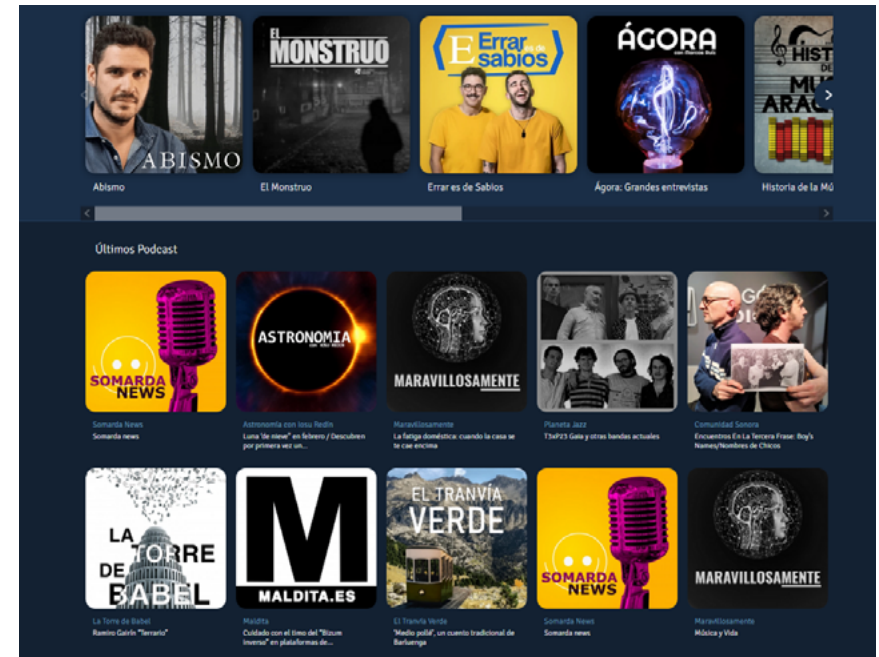 ABISMO
EL
MONSTRUO
E Errar es de
sabios
ÁGORA
con Marcos Ruiz
HIST
DE
MÚ
ARAG
Abismo
El Monstruo
Errar es de Sabios
Ágora: Grandes entrevistas
Historia de la Mú
Últimos Podcast
SOMARDA
NEWS
ASTRONOMIA
MARAVILLOSAMENTE
Somarda News
Astronomía con Iosu Redín
Maravillosamente
Planeta Jazz
Comunidad Sonora
Somarda news
Luna 'de nieve" en febrero / Descubren
por primera vez un...
La fatiga doméstica: cuando la casa se
te cae encima
T3xP23 Gaia y otras bandas actuales
Encuentros En La Tercera Frase: Boy's
Names/Nombres de Chicos
LA
TORRE
DE
BABEL
M
MALDITA.ES
EL TRANVÍA
VERDE
SOMARDA
NEWS
MARAVILLOSAMENTE
La Torre de Babel
Maldita
El Tranvía Verde
Somarda News
Maravillosamente
Ramiro Gairín "Terrario"
Cuidado con el timo del "Bizum
inverso" en plataformas de...
'Medio pollé', un cuento tradicional de
Barluenga
Somarda news
Música y Vida